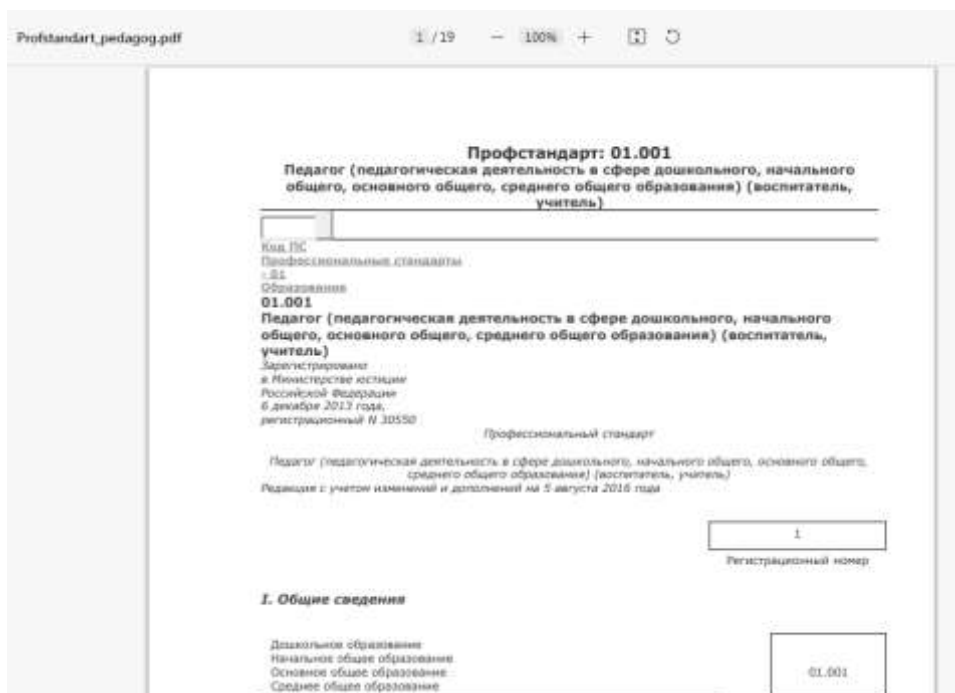 Profstandart_pedagog.pdf
1 / 19 — 100% +
Профстандарт: 01.001
Педагог (педагогическая деятельность в сфере дошкольного, начального
общего, основного общего, среднего общего образования) (воспитатель,
учитель)
Код ПС
Профессиональные стандарты
- 01
Образование
01.001
Педагог (педагогическая деятельность в сфере дошкольного, начального
общего, основного общего, среднего общего образования) (воспитатель,
учитель)
Зарегистрировано
в Министерстве юстиции
Российской Федерации
6 декабря 2013 года,
регистрационный N 30550
Профессиональный стандарт
Педагог (педагогическая деятельность в сфере дошкольного, начального общего, основного общего,
среднего общего образования) (воспитатель, учитель)
Редакция с учетом изменений и дополнений на 5 августа 2016 года
1
Регистрационный номер
I. Общие сведения
Дошкольное образование
Начальное общее образование
Основное общее образование
Среднее общее образование
01.001